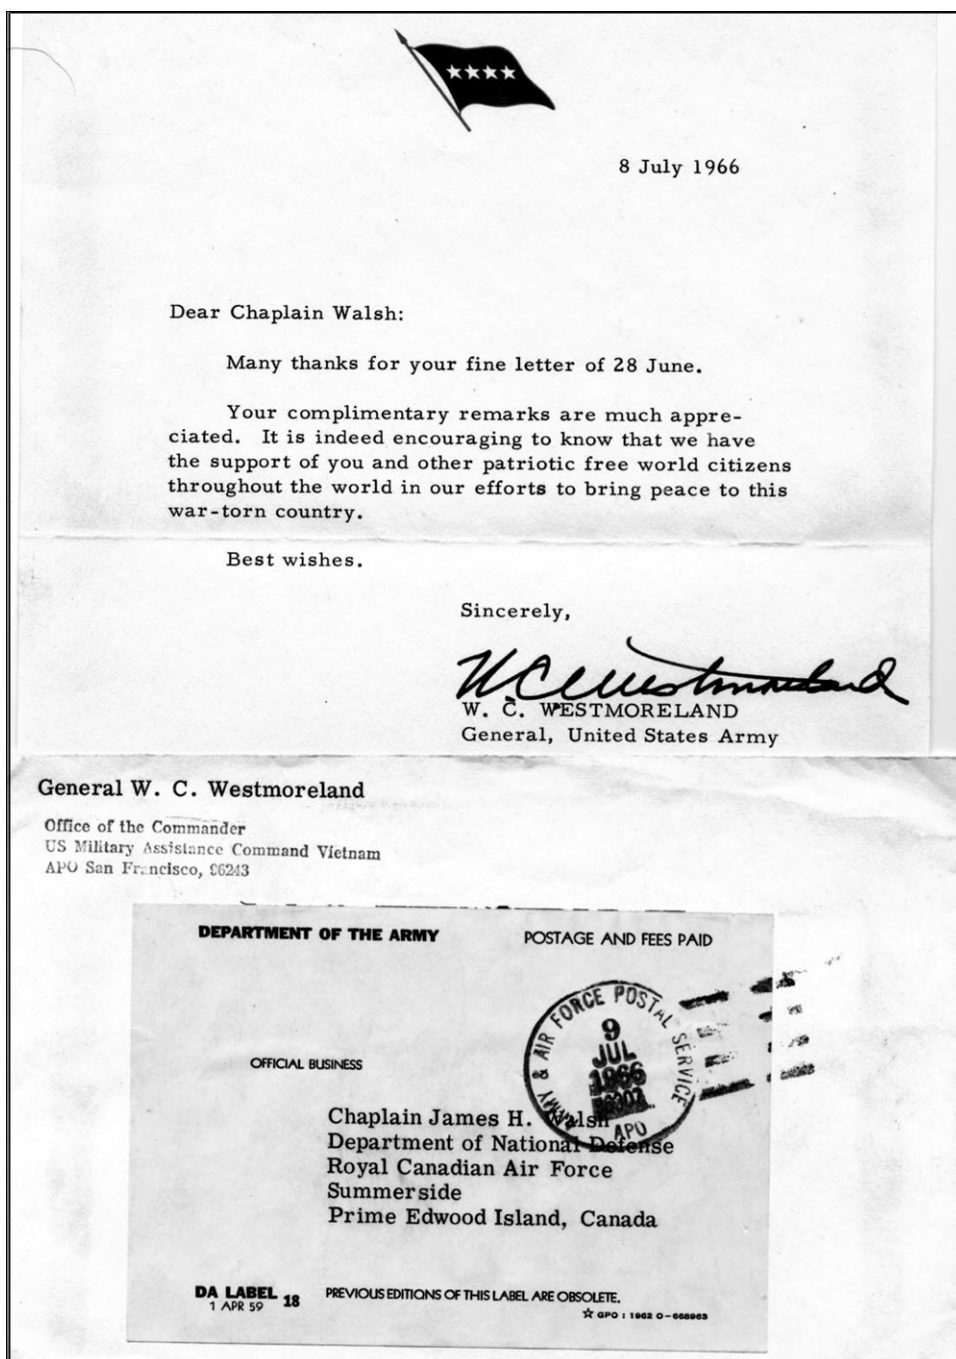 8 July 1966
Dear Chaplain Walsh:
Many thanks for your fine letter of 28 June.
Your complimentary remarks are much appre-
ciated. It is indeed encouraging to know that we have
the support of you and other patriotic free world citizens
throughout the world in our efforts to bring peace to this
war-torn country.
Best wishes.
Sincerely,
W C Westmoreland
W. C. WESTMORELAND
General, United States Army
General W. C. Westmoreland
Office of the Commander
US Military Assistance Command Vietnam
APO San Francisco, 96243
DEPARTMENT OF THE ARMY
POSTAGE AND FEES PAID
ARMY & AIR FORCE POSTAL SERVICE
9
JUL
1966
APO
OFFICIAL BUSINESS
Chaplain James H. Walsh
Department of National Defense
Royal Canadian Air Force
Summerside
Prime Edwood Island, Canada
DA LABEL 18
1 APR 59
PREVIOUS EDITIONS OF THIS LABEL ARE OBSOLETE.
☆ GPO : 1962 O-668963